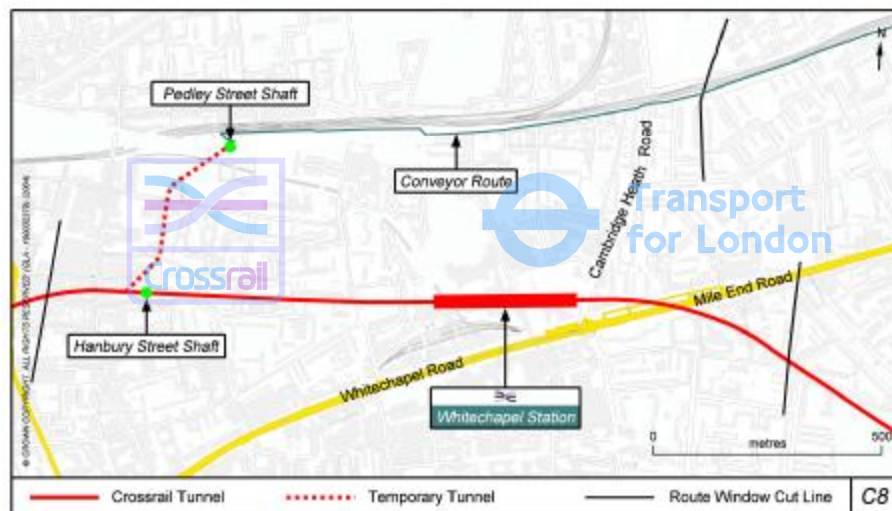 N
Pedley Street Shaft
Conveyor Route
Cambridge Heath Road
Transport
for London
Crossrail
Mile End Road
Hanbury Street Shaft
Whitechapel Road
Whitechapel Station
0
500
metres
Crossrail Tunnel
Temporary Tunnel
Route Window Cut Line
C8